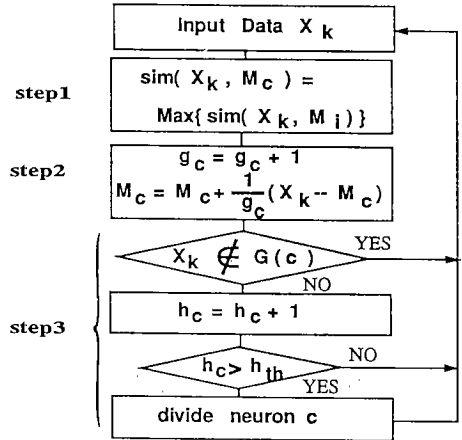 Input Data X k
step1
sim( X k , M c ) =
Max{ sim( X k , M i ) }
step2
g c = g c + 1
M c = M c + 1/g c (X k -- M c )
X k ∉ G ( c )
YES
NO
step3
h c = h c + 1
h c > h th
NO
YES
divide neuron c